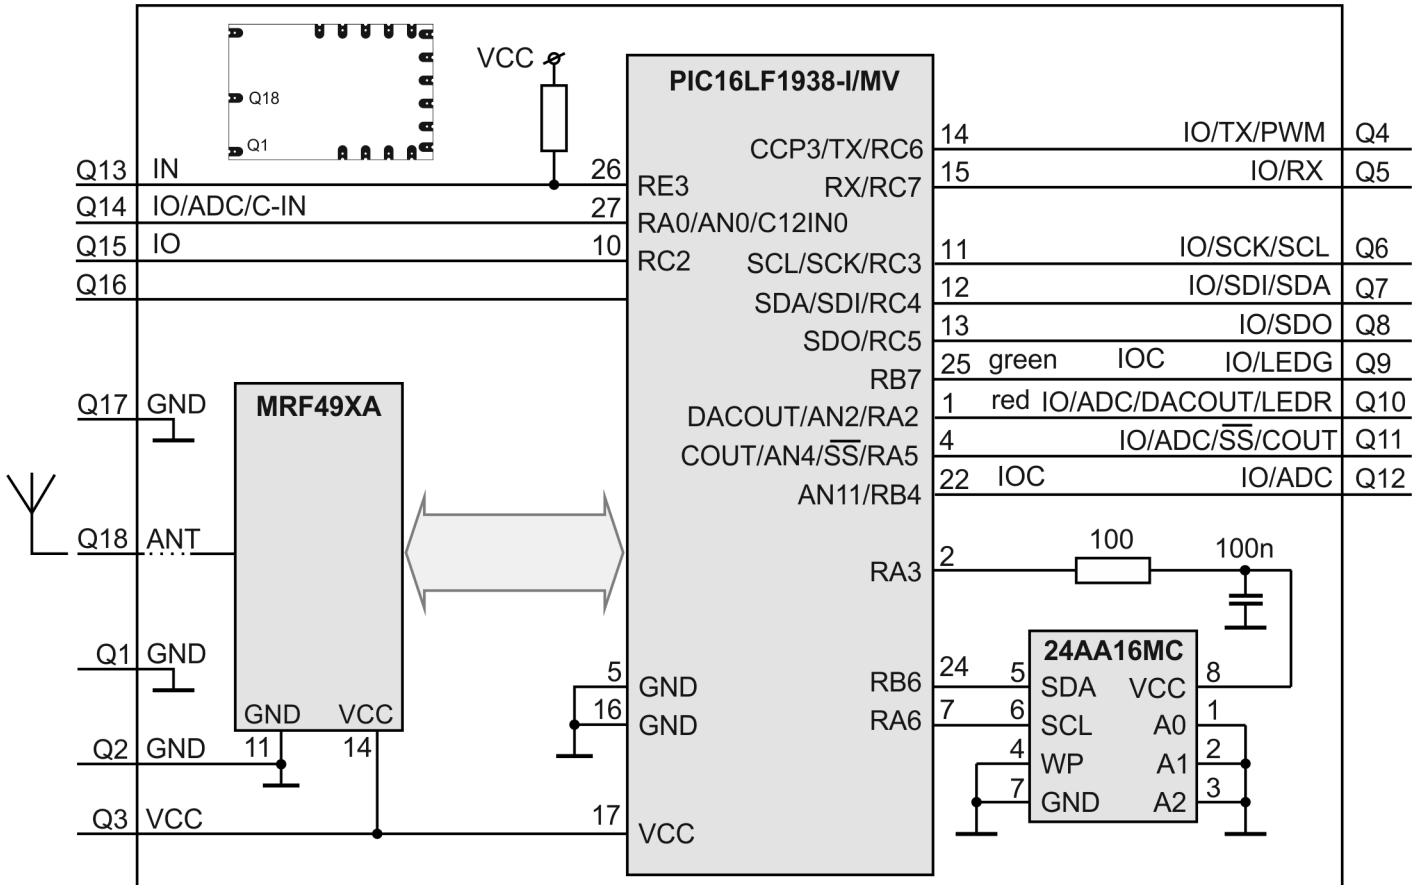 VCC
PIC16LF1938-I/MV
Q18
Q1
Q13 IN 26 RE3
Q14 IO/ADC/C-IN 27 RA0/AN0/C12IN0
Q15 IO 10 RC2
Q16
CCP3/TX/RC6 14 IO/TX/PWM Q4
RX/RC7 15 IO/RX Q5
SCL/SCK/RC3 11 IO/SCK/SCL Q6
SDA/SDI/RC4 12 IO/SDI/SDA Q7
SDO/RC5 13 IO/SDO Q8
RB7 25 green IOC IO/LEDG Q9
DACOUT/AN2/RA2 1 red IO/ADC/DACOUT/LEDR Q10
COUT/AN4/S̅S̅/RA5 4 IO/ADC/S̅S̅/COUT Q11
AN11/RB4 22 IOC IO/ADC Q12
Q17 GND
MRF49XA
Q18 ANT
RA3 2 100 100n
Q1 GND
GND VCC
11 14
Q2 GND
Q3 VCC 17 VCC
5 GND
16 GND
24AA16MC
RB6 24 5 SDA VCC 8
RA6 7 6 SCL A0 1
4 WP A1 2
7 GND A2 3